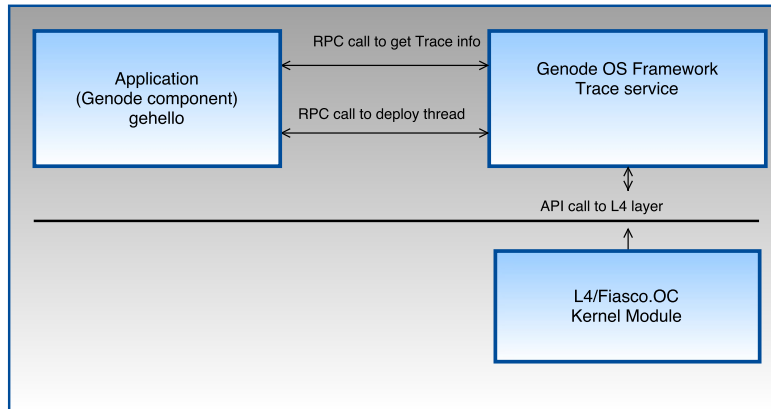 RPC call to get Trace info
Application
(Genode component)
gehello
Genode OS Framework
Trace service
RPC call to deploy thread
API call to L4 layer
L4/Fiasco.OC
Kernel Module